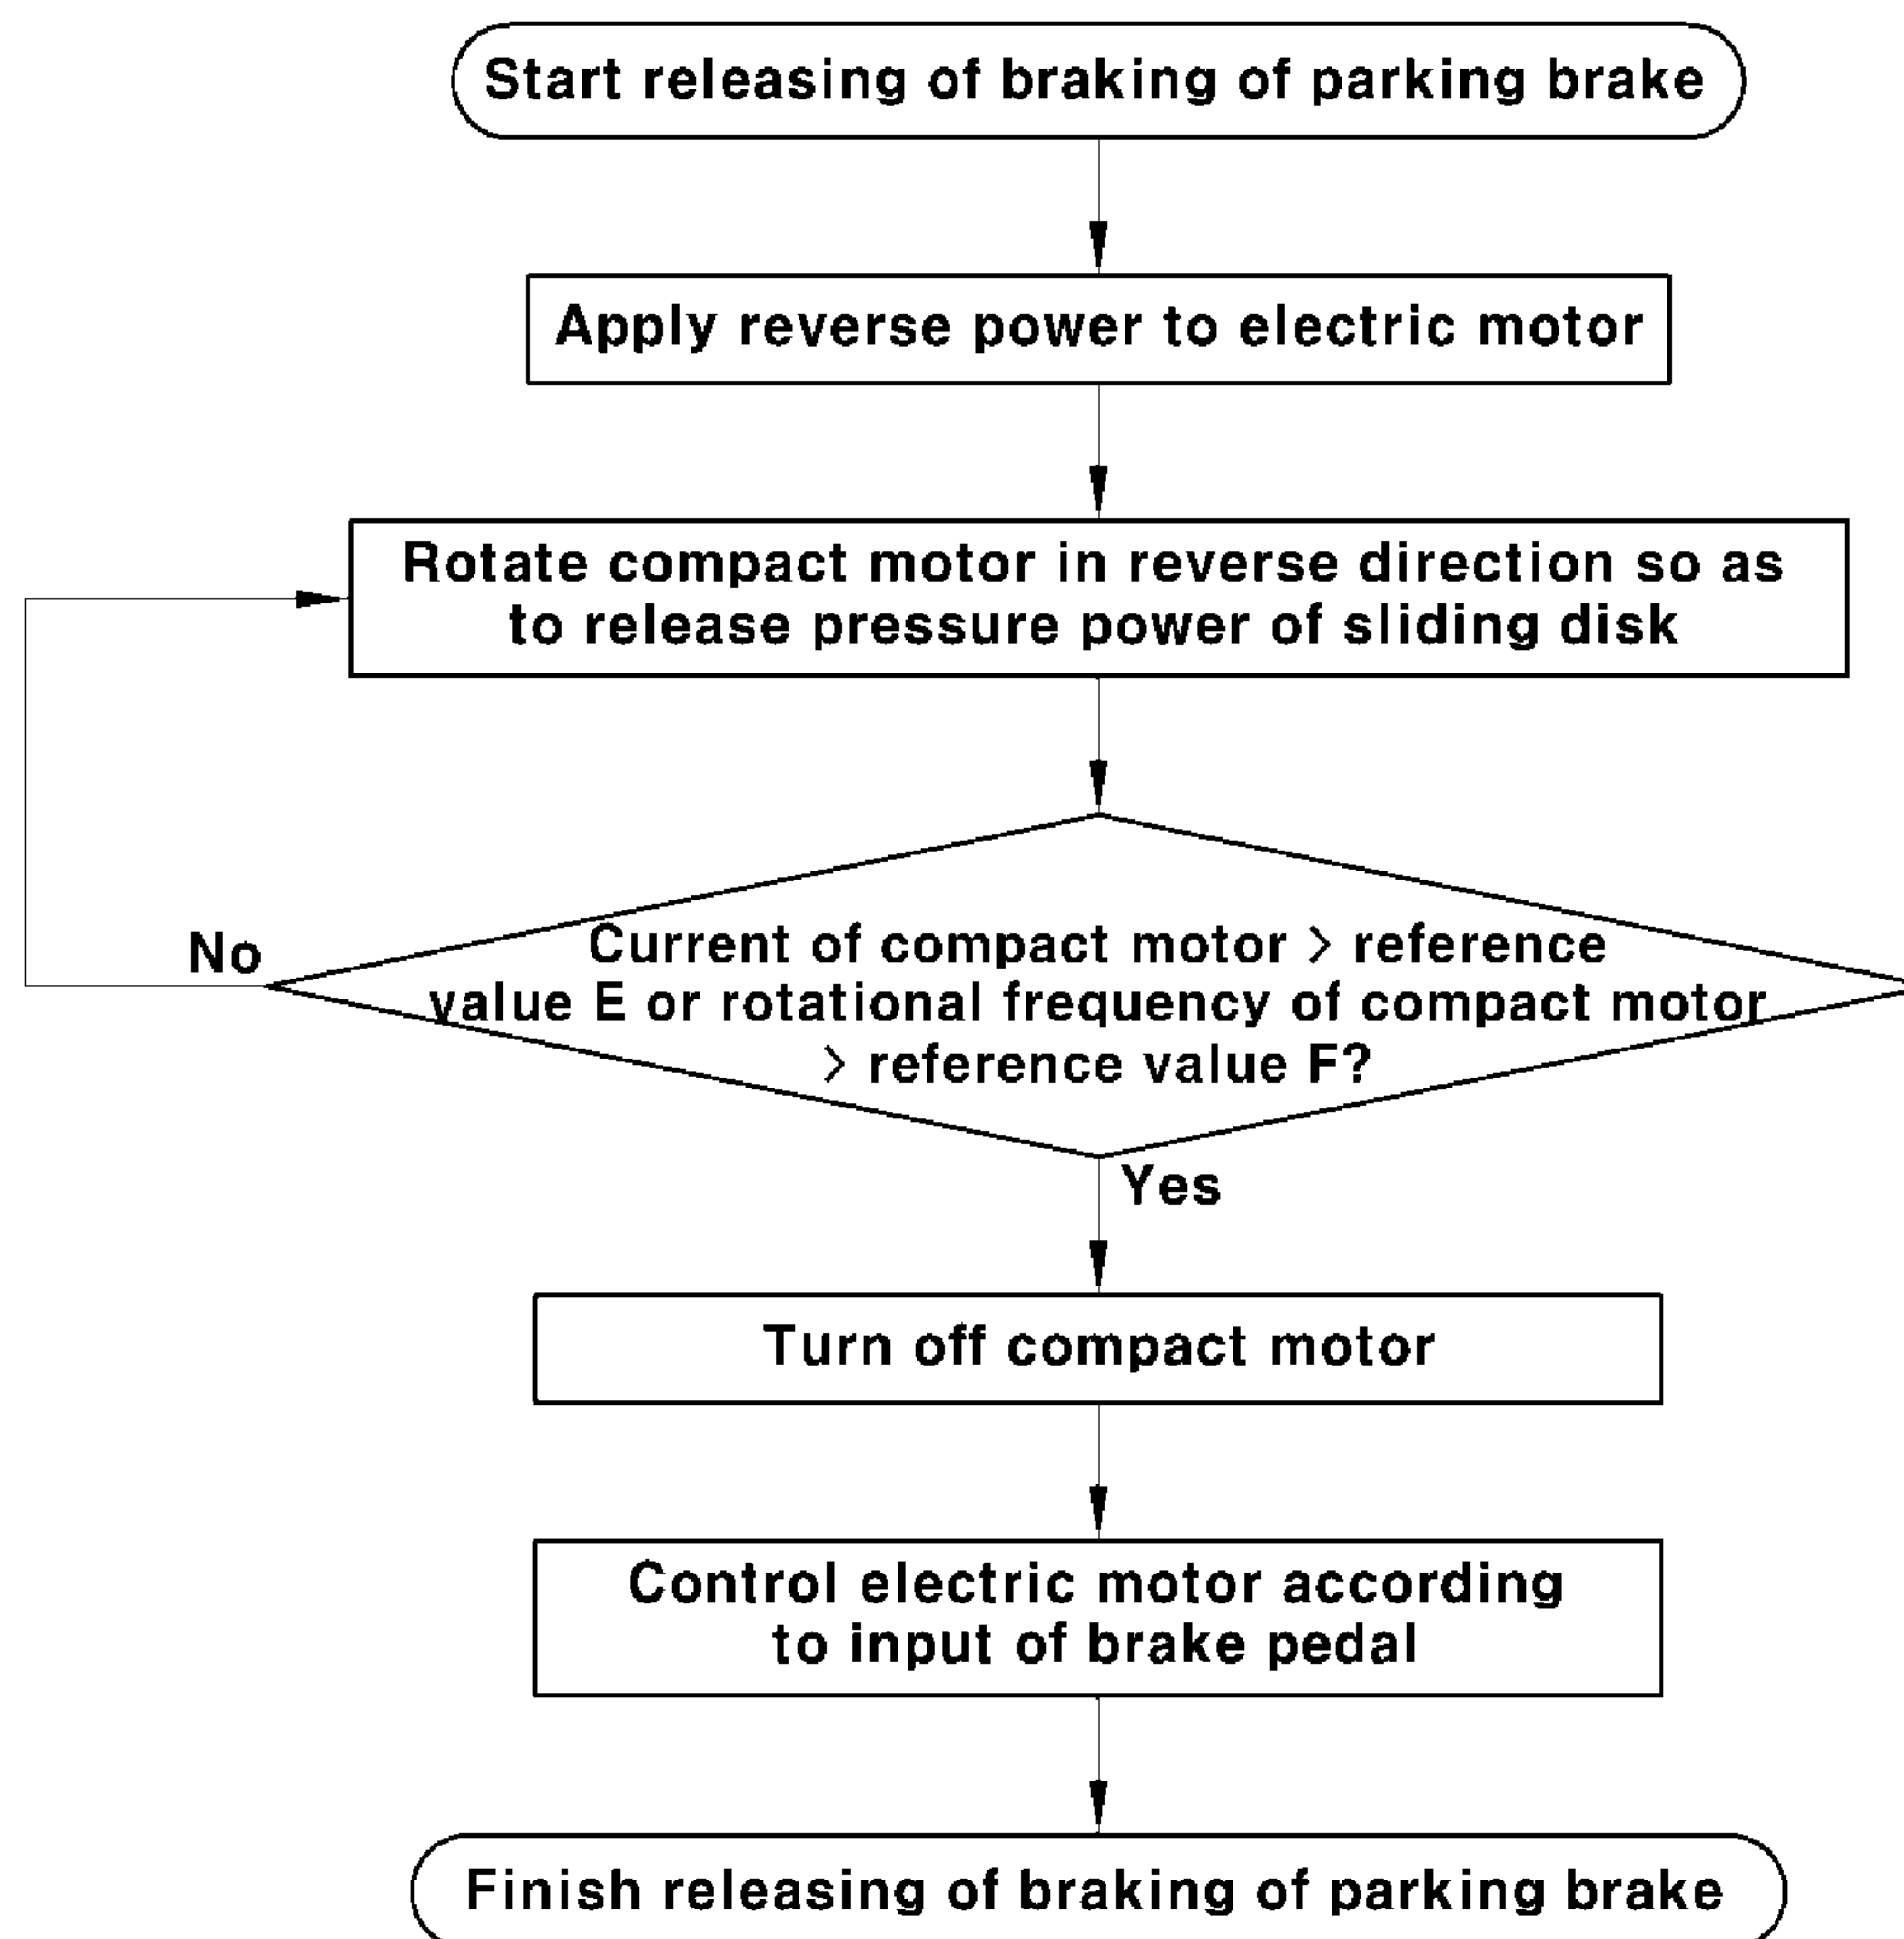 Start releasing of braking of parking brake
Apply reverse power to electric motor
Rotate compact motor in reverse direction so as
to release pressure power of sliding disk
Current of compact motor > reference
value E or rotational frequency of compact motor
> reference value F?
No
Yes
Turn off compact motor
Control electric motor according
to input of brake pedal
Finish releasing of braking of parking brake